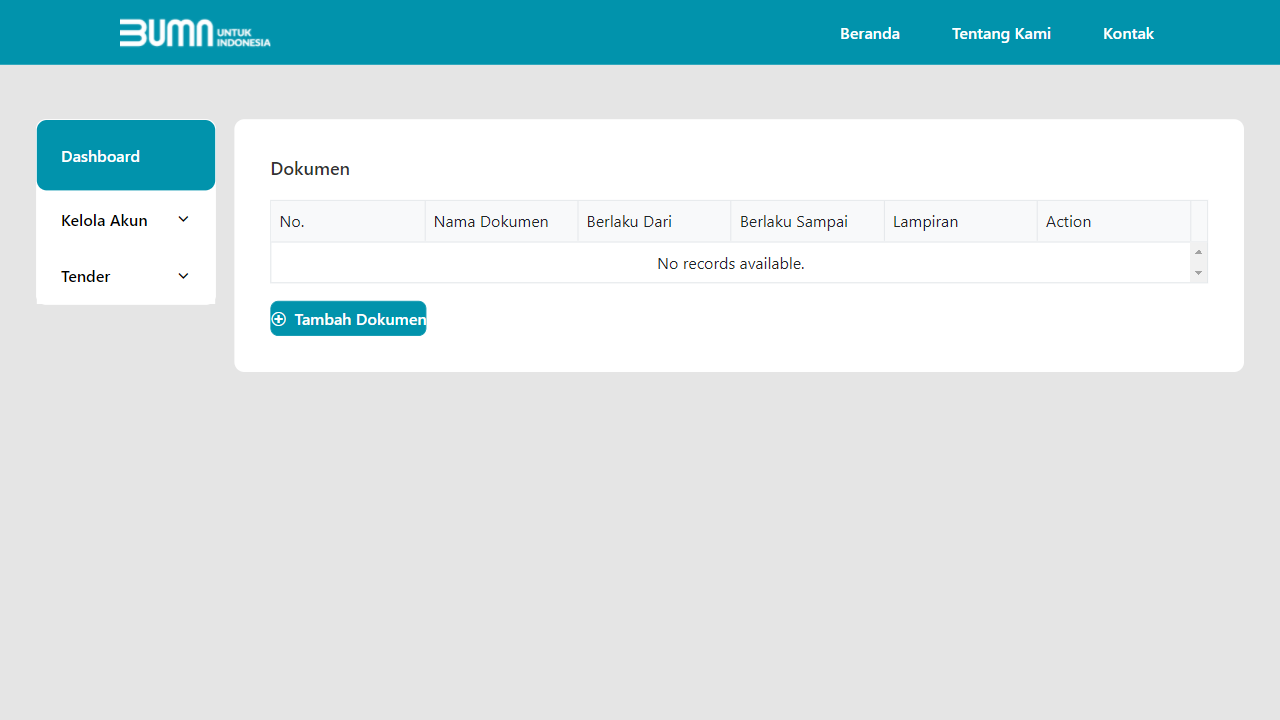 BUMN UNTUK INDONESIA
Beranda
Tentang Kami
Kontak
Dashboard
Kelola Akun
Tender
Dokumen
No. Nama Dokumen Berlaku Dari Berlaku Sampai Lampiran Action
No records available.
Tambah Dokumen